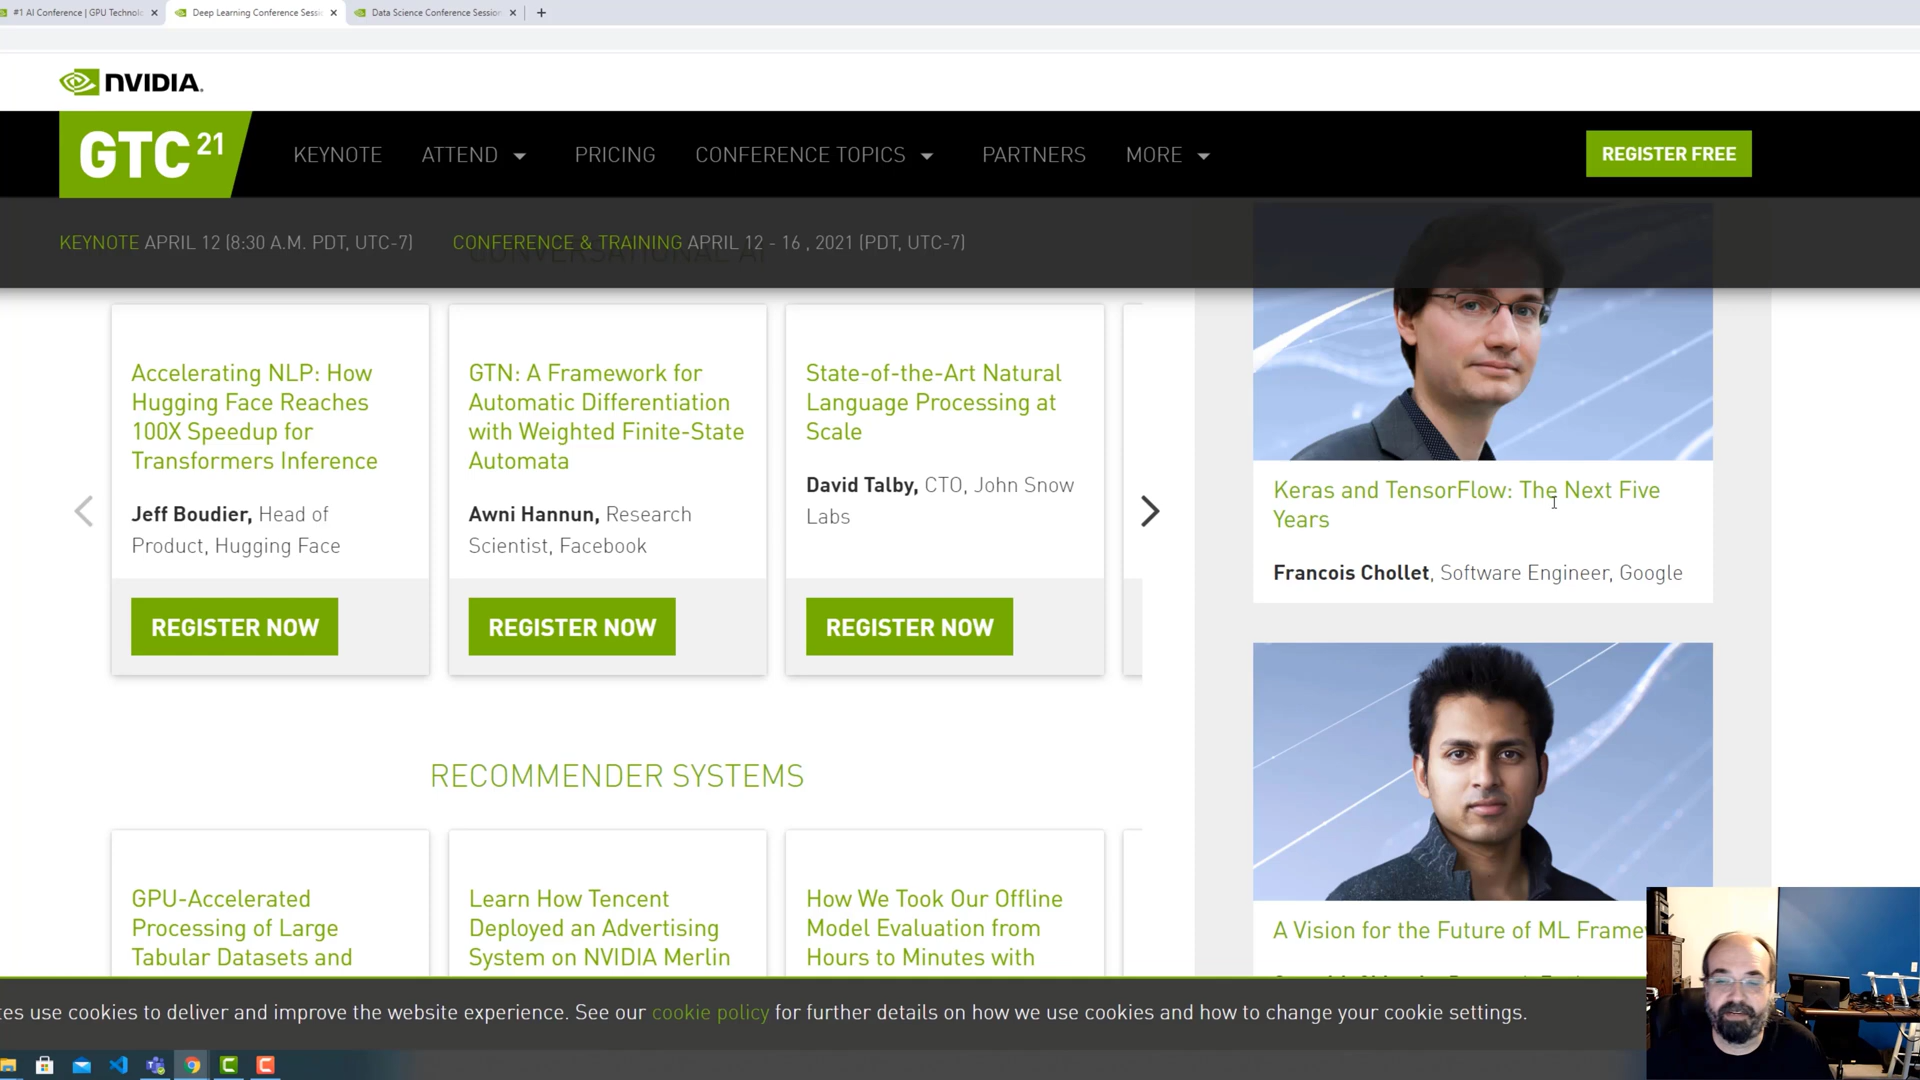 #1 AI Conference | GPU Technolo
Deep Learning Conference Sessi
Data Science Conference Session
NVIDIA.
GTC 21
KEYNOTE
ATTEND
PRICING
CONFERENCE TOPICS
PARTNERS
MORE
REGISTER FREE
KEYNOTE APRIL 12 (8:30 A.M. PDT, UTC-7)
CONFERENCE & TRAINING APRIL 12 - 16 , 2021 (PDT, UTC-7)
CONVERSATIONAL AI
Accelerating NLP: How
Hugging Face Reaches
100X Speedup for
Transformers Inference
Jeff Boudier, Head of
Product, Hugging Face
REGISTER NOW
GTN: A Framework for
Automatic Differentiation
with Weighted Finite-State
Automata
Awni Hannun, Research
Scientist, Facebook
REGISTER NOW
State-of-the-Art Natural
Language Processing at
Scale
David Talby, CTO, John Snow
Labs
REGISTER NOW
Keras and TensorFlow: The Next Five
Years
Francois Chollet, Software Engineer, Google
RECOMMENDER SYSTEMS
GPU-Accelerated
Processing of Large
Tabular Datasets and
Learn How Tencent
Deployed an Advertising
System on NVIDIA Merlin
How We Took Our Offline
Model Evaluation from
Hours to Minutes with
A Vision for the Future of ML Frame
tes use cookies to deliver and improve the website experience. See our cookie policy for further details on how we use cookies and how to change your cookie settings.